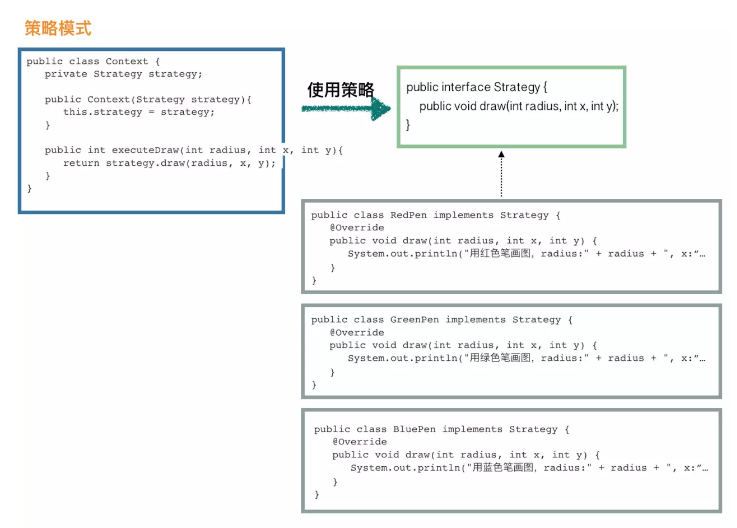 策略模式
public class Context {
private Strategy strategy;
public Context(Strategy strategy){
this.strategy = strategy;
}
public int executeDraw(int radius, int x, int y){
return strategy.draw(radius, x, y);
}
}
使用策略
public interface Strategy {
public void draw(int radius, int x, int y);
}
public class RedPen implements Strategy {
@Override
public void draw(int radius, int x, int y) {
System.out.println("用红色笔画图，radius:" + radius + ", x:”…
}
}
public class GreenPen implements Strategy {
@Override
public void draw(int radius, int x, int y) {
System.out.println("用绿色笔画图，radius:" + radius + ", x:”…
}
}
public class BluePen implements Strategy {
@Override
public void draw(int radius, int x, int y) {
System.out.println("用蓝色笔画图，radius:" + radius + ", x:”…
}
}